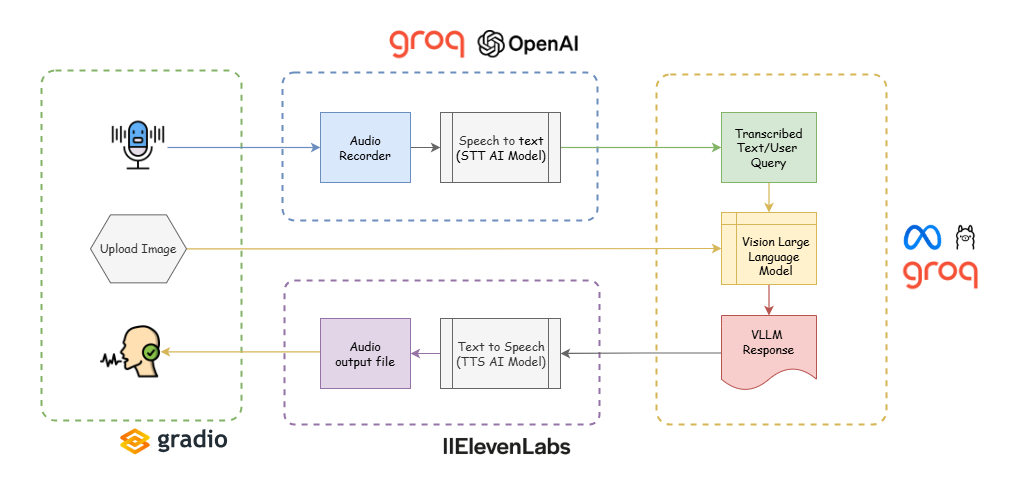 groq OpenAI
Audio
Recorder
Speech to text
(STT AI Model)
Transcribed
Text/User
Query
Upload Image
Vision Large
Language
Model
groq
Audio
output file
Text to Speech
(TTS AI Model)
VLLM
Response
gradio
IIElevenLabs